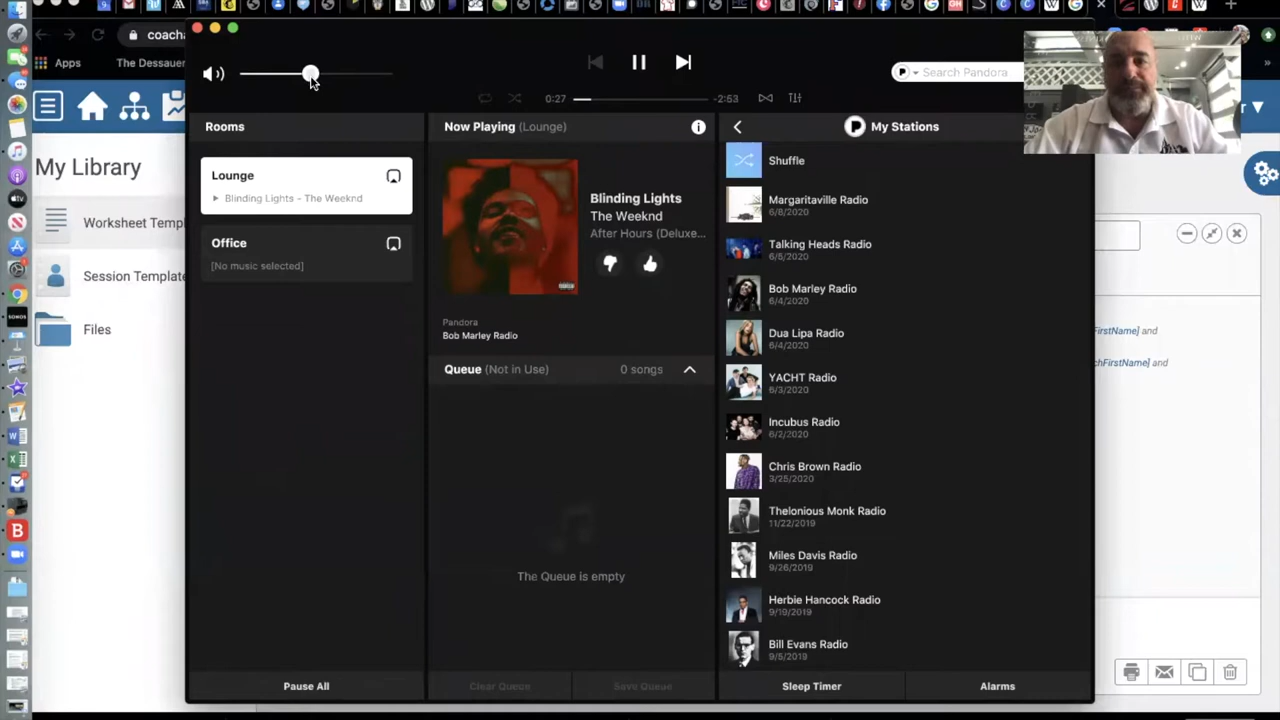 coacha
Apps
The Dessauer
My Library
Worksheet Templ
Session Template
Files
Search Pandora
0:27
-2:53
Rooms
Lounge
Blinding Lights - The Weeknd
Office
[No music selected]
Pause All
Now Playing (Lounge)
Blinding Lights
The Weeknd
After Hours (Deluxe...
Pandora
Bob Marley Radio
Queue (Not in Use)
0 songs
The Queue is empty
Clear Queue
Save Queue
My Stations
Shuffle
Margaritaville Radio
6/8/2020
Talking Heads Radio
6/5/2020
Bob Marley Radio
6/4/2020
Dua Lipa Radio
6/4/2020
YACHT Radio
6/3/2020
Incubus Radio
6/2/2020
Chris Brown Radio
3/25/2020
Thelonious Monk Radio
11/22/2019
Miles Davis Radio
9/26/2019
Herbie Hancock Radio
9/19/2019
Bill Evans Radio
9/5/2019
Sleep Timer
Alarms
FirstName] and
chFirstName] and
SONOS